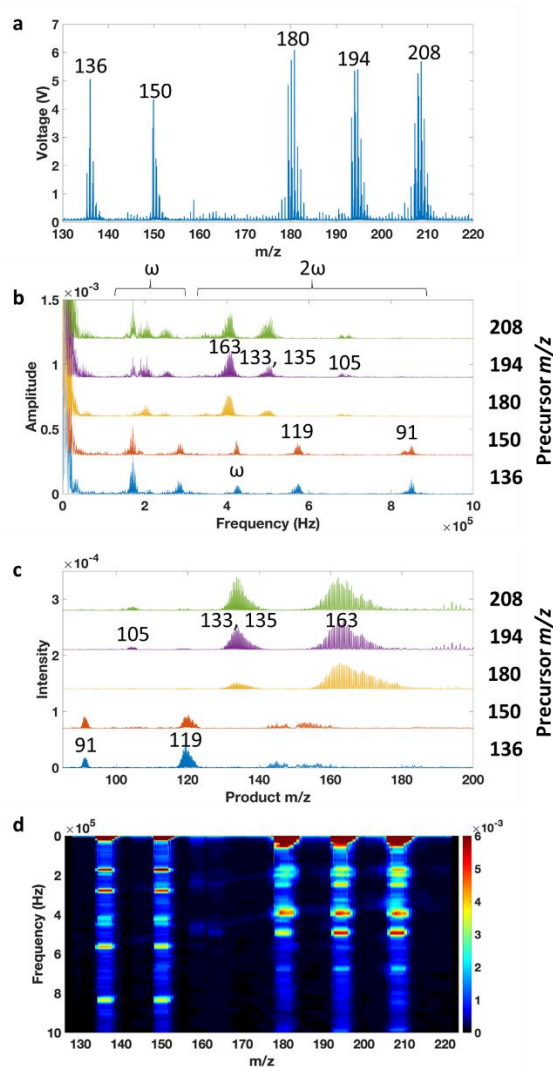 a
180
208
194
136
150
Voltage (V)
7
6
5
4
3
2
1
0
130 140 150 160 170 180 190 200 210 220
m/z
ω
2ω
b
×10⁻³
1.5
1
0.5
0
Amplitude
163
133, 135
105
119
91
ω
208
194
180
150
136
Precursor m/z
0 2 4 6 8 10
Frequency (Hz)
×10⁵
c
×10⁻⁴
3
2
1
0
Intensity
105
133, 135
163
91
119
208
194
180
150
136
Precursor m/z
100 120 140 160 180 200
Product m/z
d
×10⁵
0
2
4
6
8
10
Frequency (Hz)
130 140 150 160 170 180 190 200 210 220
m/z
×10⁻³
6
5
4
3
2
1
0